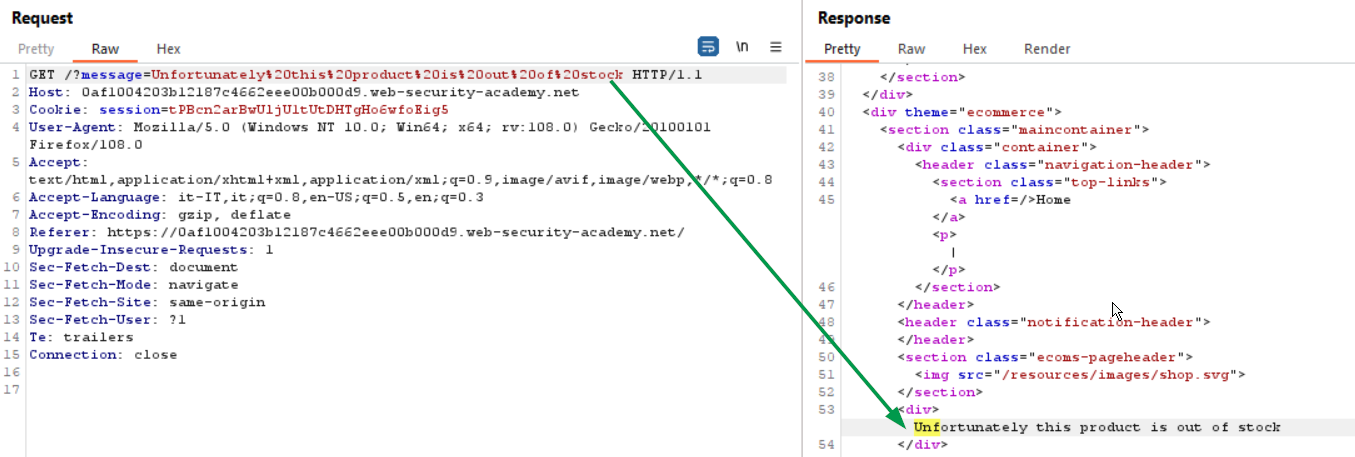 Request
Pretty Raw Hex
\n
1 GET /?message=Unfortunately%20this%20product%20is%20out%20of%20stock HTTP/1.1
2 Host: 0af1004203b12187c4662eee00b000d9.web-security-academy.net
3 Cookie: session=tPBcn2arBwUljUltUtDHTgHo6wfoEig5
4 User-Agent: Mozilla/5.0 (Windows NT 10.0; Win64; x64; rv:108.0) Gecko/20100101
Firefox/108.0
5 Accept:
text/html,application/xhtml+xml,application/xml;q=0.9,image/avif,image/webp,*/*;q=0.8
6 Accept-Language: it-IT,it;q=0.8,en-US;q=0.5,en;q=0.3
7 Accept-Encoding: gzip, deflate
8 Referer: https://0af1004203b12187c4662eee00b000d9.web-security-academy.net/
9 Upgrade-Insecure-Requests: 1
10 Sec-Fetch-Dest: document
11 Sec-Fetch-Mode: navigate
12 Sec-Fetch-Site: same-origin
13 Sec-Fetch-User: ?1
14 Te: trailers
15 Connection: close
16
17
Response
Pretty Raw Hex Render
38 </section>
39 </div>
40 <div theme="ecommerce">
41 <section class="maincontainer">
42 <div class="container">
43 <header class="navigation-header">
44 <section class="top-links">
45 <a href=/>Home
</a>
<p>
|
</p>
46 </section>
47 </header>
48 <header class="notification-header">
49 </header>
50 <section class="ecoms-pageheader">
51 <img src="/resources/images/shop.svg">
52 </section>
53 <div>
Unfortunately this product is out of stock
54 </div>